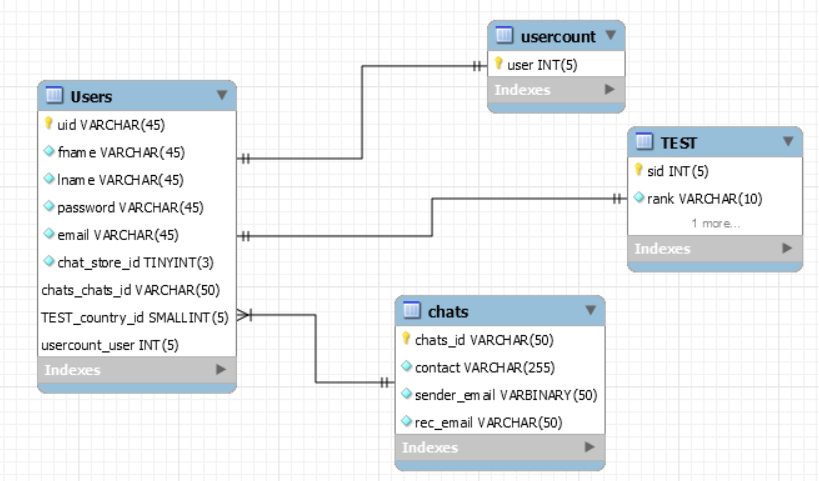 usercount
user INT(5)
Indexes
Users
uid VARCHAR(45)
fname VARCHAR(45)
lname VARCHAR(45)
password VARCHAR(45)
email VARCHAR(45)
chat_store_id TINYINT(3)
chats_chats_id VARCHAR(50)
TEST_country_id SMALLINT(5)
usercount_user INT(5)
Indexes
TEST
sid INT(5)
rank VARCHAR(10)
1 more...
Indexes
chats
chats_id VARCHAR(50)
contact VARCHAR(255)
sender_email VARBINARY(50)
rec_email VARCHAR(50)
Indexes